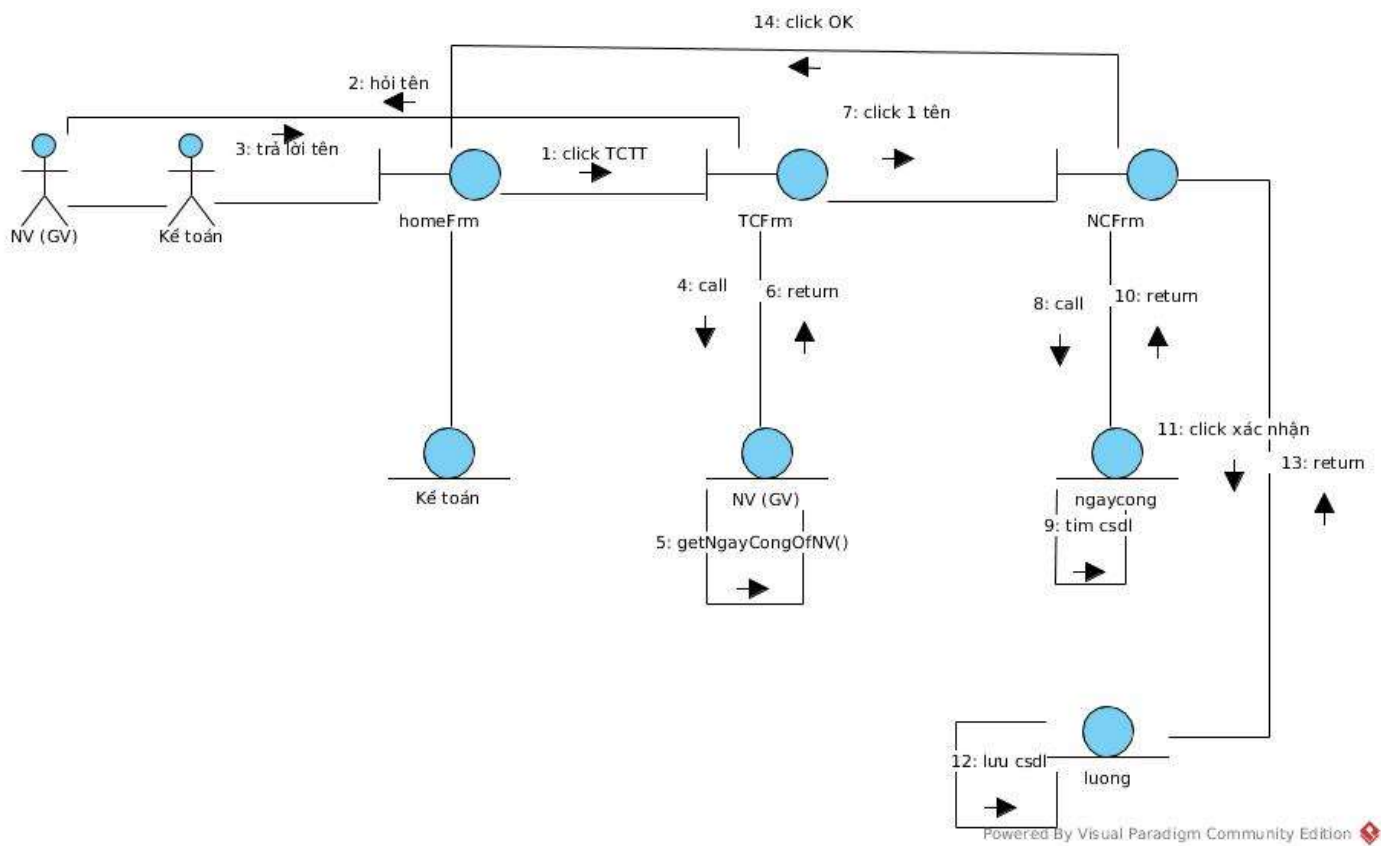 14: click OK
2: hỏi tên
7: click 1 tên
3: trả lời tên
1: click TCTT
NV (GV)
Kế toán
homeFrm
TCFrm
NCFrm
4: call
6: return
8: call
10: return
11: click xác nhận
13: return
Kế toán
NV (GV)
ngaycong
5: getNgayCongOfNV()
9: tim csdl
12: lưu csdl
luong
Powered By Visual Paradigm Community Edition